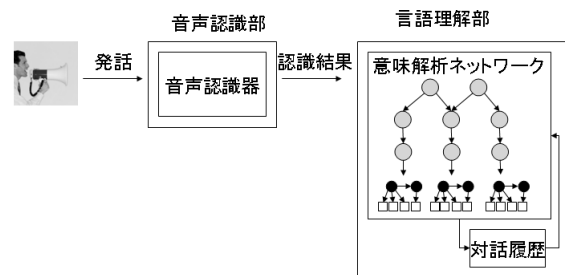 音声認識部
言語理解部
発話
音声認識器
認識結果
意味解析ネットワーク
対話履歴